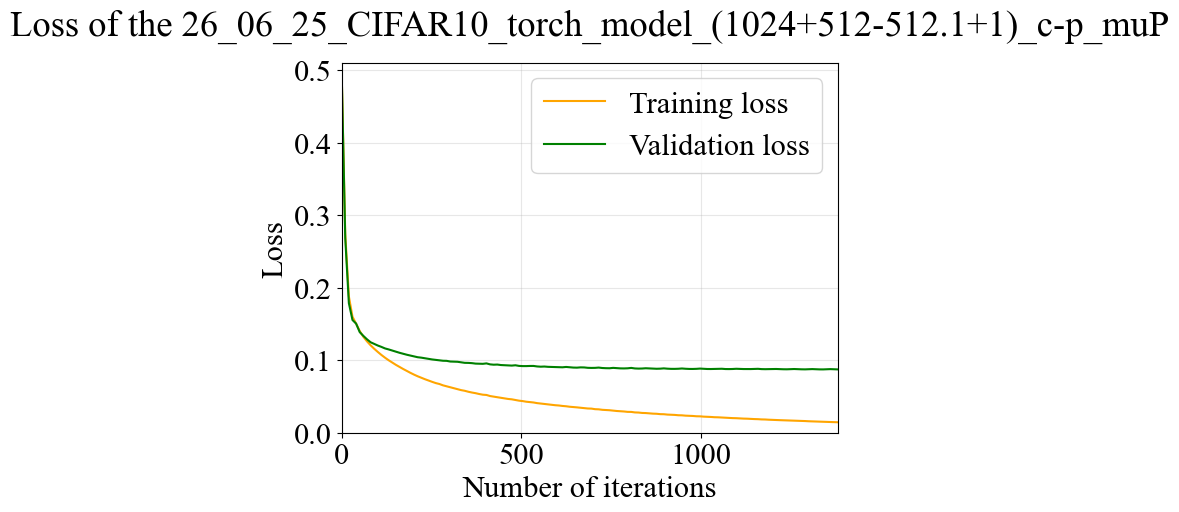 Loss of the 26_06_25_CIFAR10_torch_model_(1024+512-512.1+1)_c-p_muP
0.5
0.4
0.3
0.2
0.1
0.0
Loss
Training loss
Validation loss
0 500 1000
Number of iterations